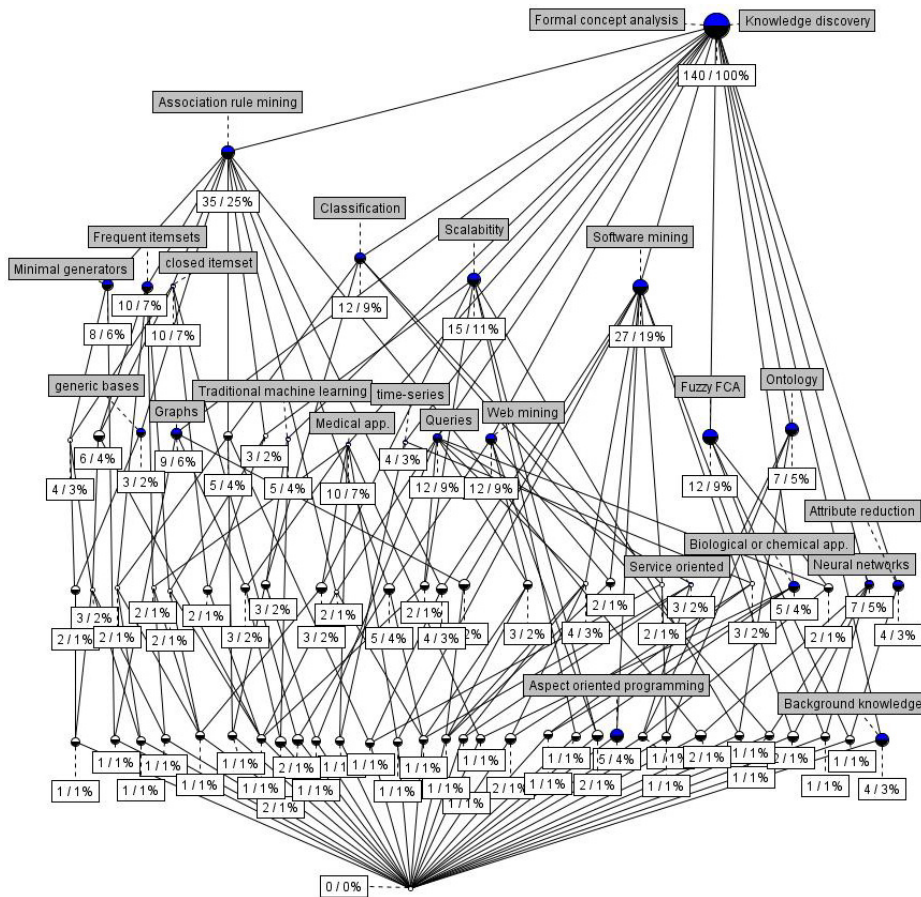 Formal concept analysis
Knowledge discovery
140 / 100%
Association rule mining
35 / 25%
Classification
Scalabitity
Software mining
Frequent itemsets
closed itemset
Minimal generators
10 / 7%
12 / 9%
15 / 11%
27 / 19%
8 / 6%
10 / 7%
generic bases
Traditional machine learning
time-series
Fuzzy FCA
Ontology
Graphs
Medical app.
Queries
Web mining
6 / 4%
9 / 6%
3 / 2%
4 / 3%
7 / 5%
4 / 3%
3 / 2%
5 / 4%
5 / 4%
10 / 7%
12 / 9%
12 / 9%
12 / 9%
Attribute reduction
Biological or chemical app.
Service oriented
Neural networks
2 / 1%
2 / 1%
2 / 1%
2 / 1%
3 / 2%
3 / 2%
3 / 2%
5 / 4%
7 / 5%
2 / 1%
2 / 1%
2 / 1%
3 / 2%
3 / 2%
5 / 4%
4 / 3%
2%
3 / 2%
4 / 3%
2 / 1%
3 / 2%
2 / 1%
4 / 3%
Aspect oriented programming
Background knowledge
1 / 1%
1 / 1%
1 / 1%
1 / 1%
1 / 1%
1 / 1%
1 / 1%
1 / 1%
5 / 4%
1 / 1%
2 / 1%
1 / 1%
2 / 1%
1 / 1%
1 / 1%
1 / 1%
1 / 1%
2 / 1%
1 / 1%
1 / 1%
1 / 1%
1 / 1%
2 / 1%
1 / 1%
2 / 1%
1 / 1%
1 / 1%
1 / 1%
4 / 3%
2 / 1%
1 / 1%
0 / 0%